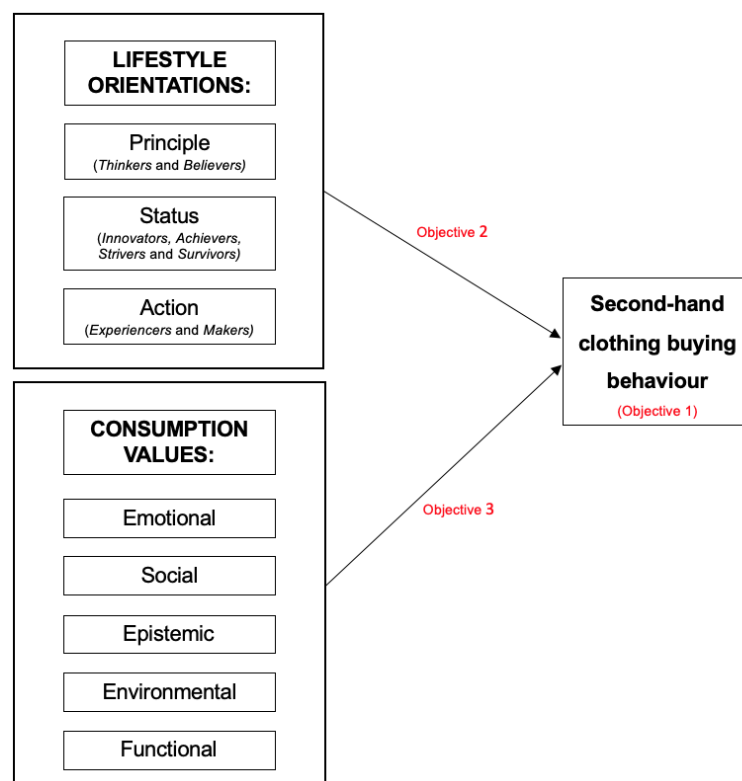 LIFESTYLE
ORIENTATIONS:
Principle
(Thinkers and Believers)
Status
(Innovators, Achievers,
Strivers and Survivors)
Action
(Experiencers and Makers)
Objective 2
Second-hand
clothing buying
behaviour
(Objective 1)
CONSUMPTION
VALUES:
Emotional
Social
Epistemic
Environmental
Functional
Objective 3